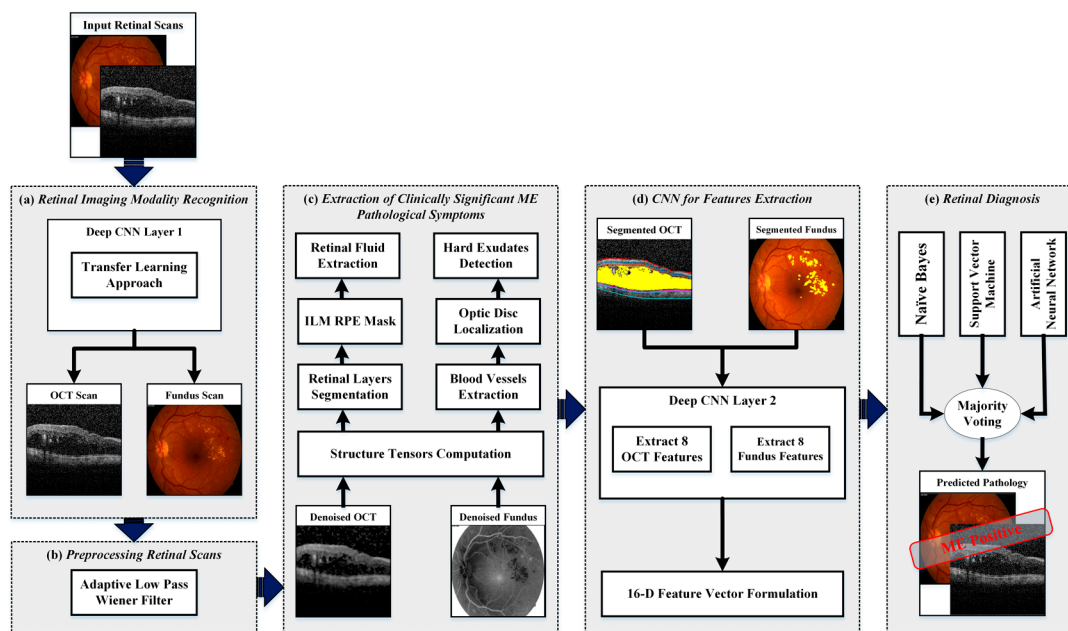 Input Retinal Scans
(a) Retinal Imaging Modality Recognition
Deep CNN Layer 1
Transfer Learning
Approach
OCT Scan
Fundus Scan
(b) Preprocessing Retinal Scans
Adaptive Low Pass
Wiener Filter
(c) Extraction of Clinically Significant ME
Pathological Symptoms
Retinal Fluid
Extraction
Hard Exudates
Detection
ILM RPE Mask
Optic Disc
Localization
Retinal Layers
Segmentation
Blood Vessels
Extraction
Structure Tensors Computation
Denoised OCT
Denoised Fundus
(d) CNN for Features Extraction
Segmented OCT
Segmented Fundus
Deep CNN Layer 2
Extract 8
OCT Features
Extract 8
Fundus Features
16-D Feature Vector Formulation
(e) Retinal Diagnosis
Naïve Bayes
Support Vector
Machine
Artificial
Neural Network
Majority
Voting
Predicted Pathology
ME Positive